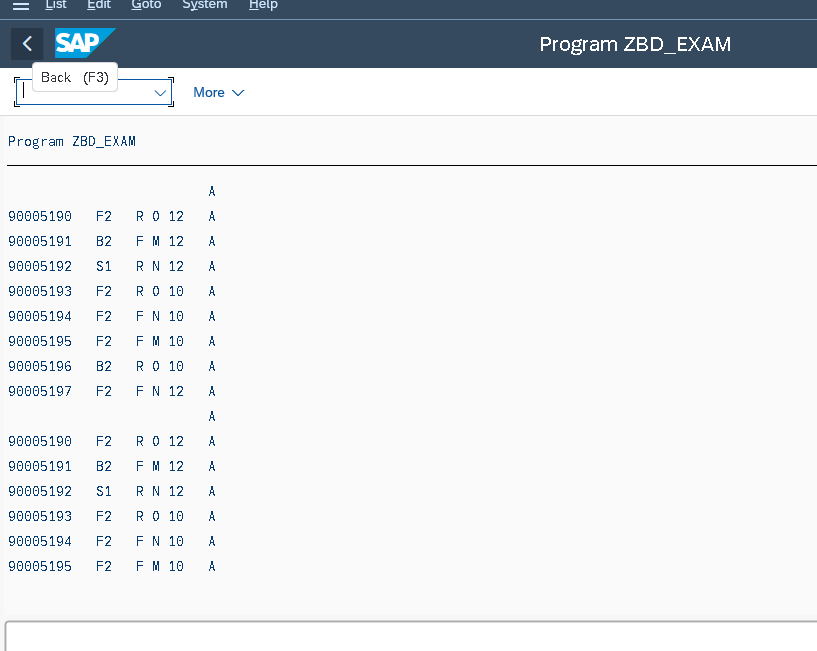 List Edit Goto System Help
SAP Program ZBD_EXAM
Back (F3)
More
Program ZBD_EXAM
A
90005190 F2 R O 12 A
90005191 B2 F M 12 A
90005192 S1 R N 12 A
90005193 F2 R O 10 A
90005194 F2 F N 10 A
90005195 F2 F M 10 A
90005196 B2 R O 10 A
90005197 F2 F N 12 A
A
90005190 F2 R O 12 A
90005191 B2 F M 12 A
90005192 S1 R N 12 A
90005193 F2 R O 10 A
90005194 F2 F N 10 A
90005195 F2 F M 10 A